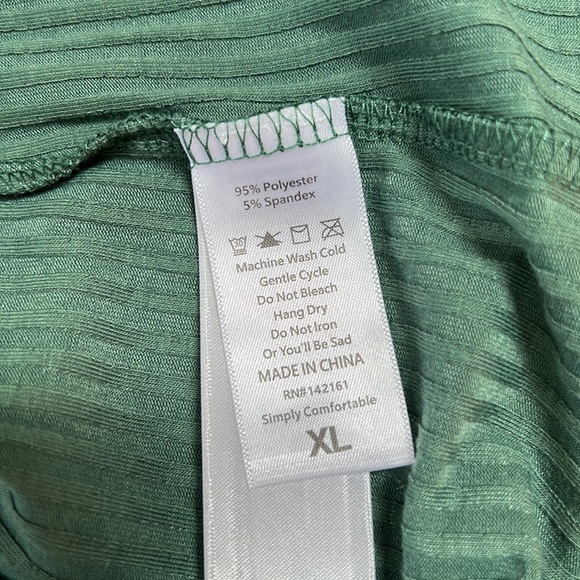 95% Polyester
5% Spandex
30
Machine Wash Cold
Gentle Cycle
Do Not Bleach
Hang Dry
Do Not Iron
Or You'll Be Sad
MADE IN CHINA
RN#142161
Simply Comfortable
XL